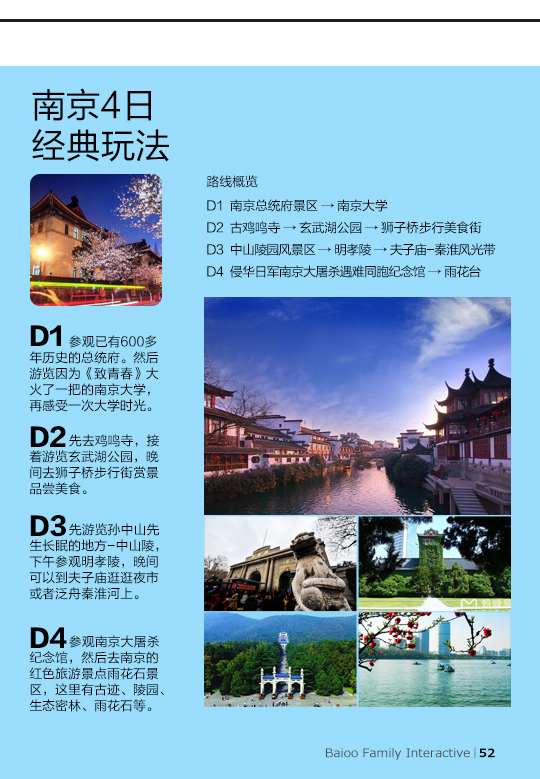 南京4日
经典玩法
路线概览
D1 南京总统府景区 → 南京大学
D2 古鸡鸣寺 → 玄武湖公园 → 狮子桥步行美食街
D3 中山陵园风景区 → 明孝陵 → 夫子庙-秦淮风光带
D4 侵华日军南京大屠杀遇难同胞纪念馆 → 雨花台
D1 参观已有600多
年历史的总统府。然后
游览因为《致青春》大
火了一把的南京大学，
再感受一次大学时光。
D2 先去鸡鸣寺，接
着游览玄武湖公园，晚
间去狮子桥步行街赏景
品尝美食。
D3 先游览孙中山先
生长眠的地方-中山陵，
下午参观明孝陵，晚间
可以到夫子庙逛逛夜市
或者泛舟秦淮河上。
D4 参观南京大屠杀
纪念馆，然后去南京的
红色旅游景点雨花石景
区，这里有古迹、陵园、
生态密林、雨花石等。
Baioo Family Interactive | 52